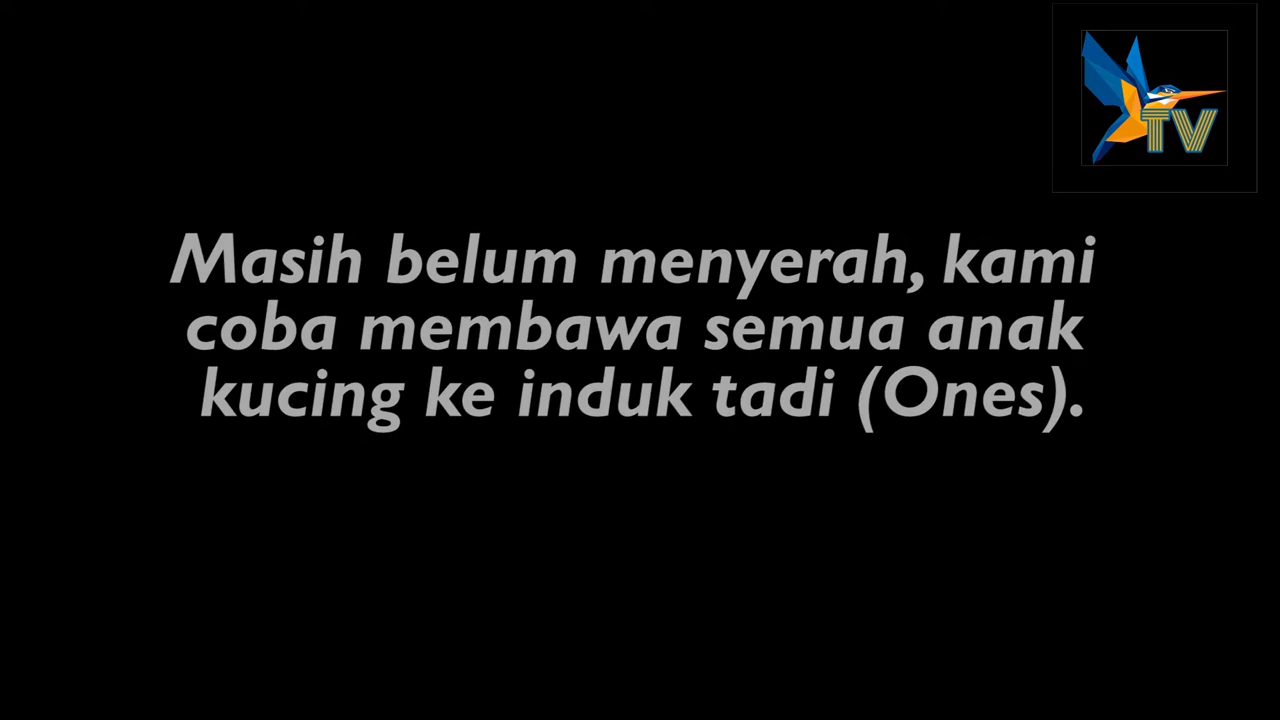 TV
Masih belum menyerah, kami
coba membawa semua anak
kucing ke induk tadi (Ones).